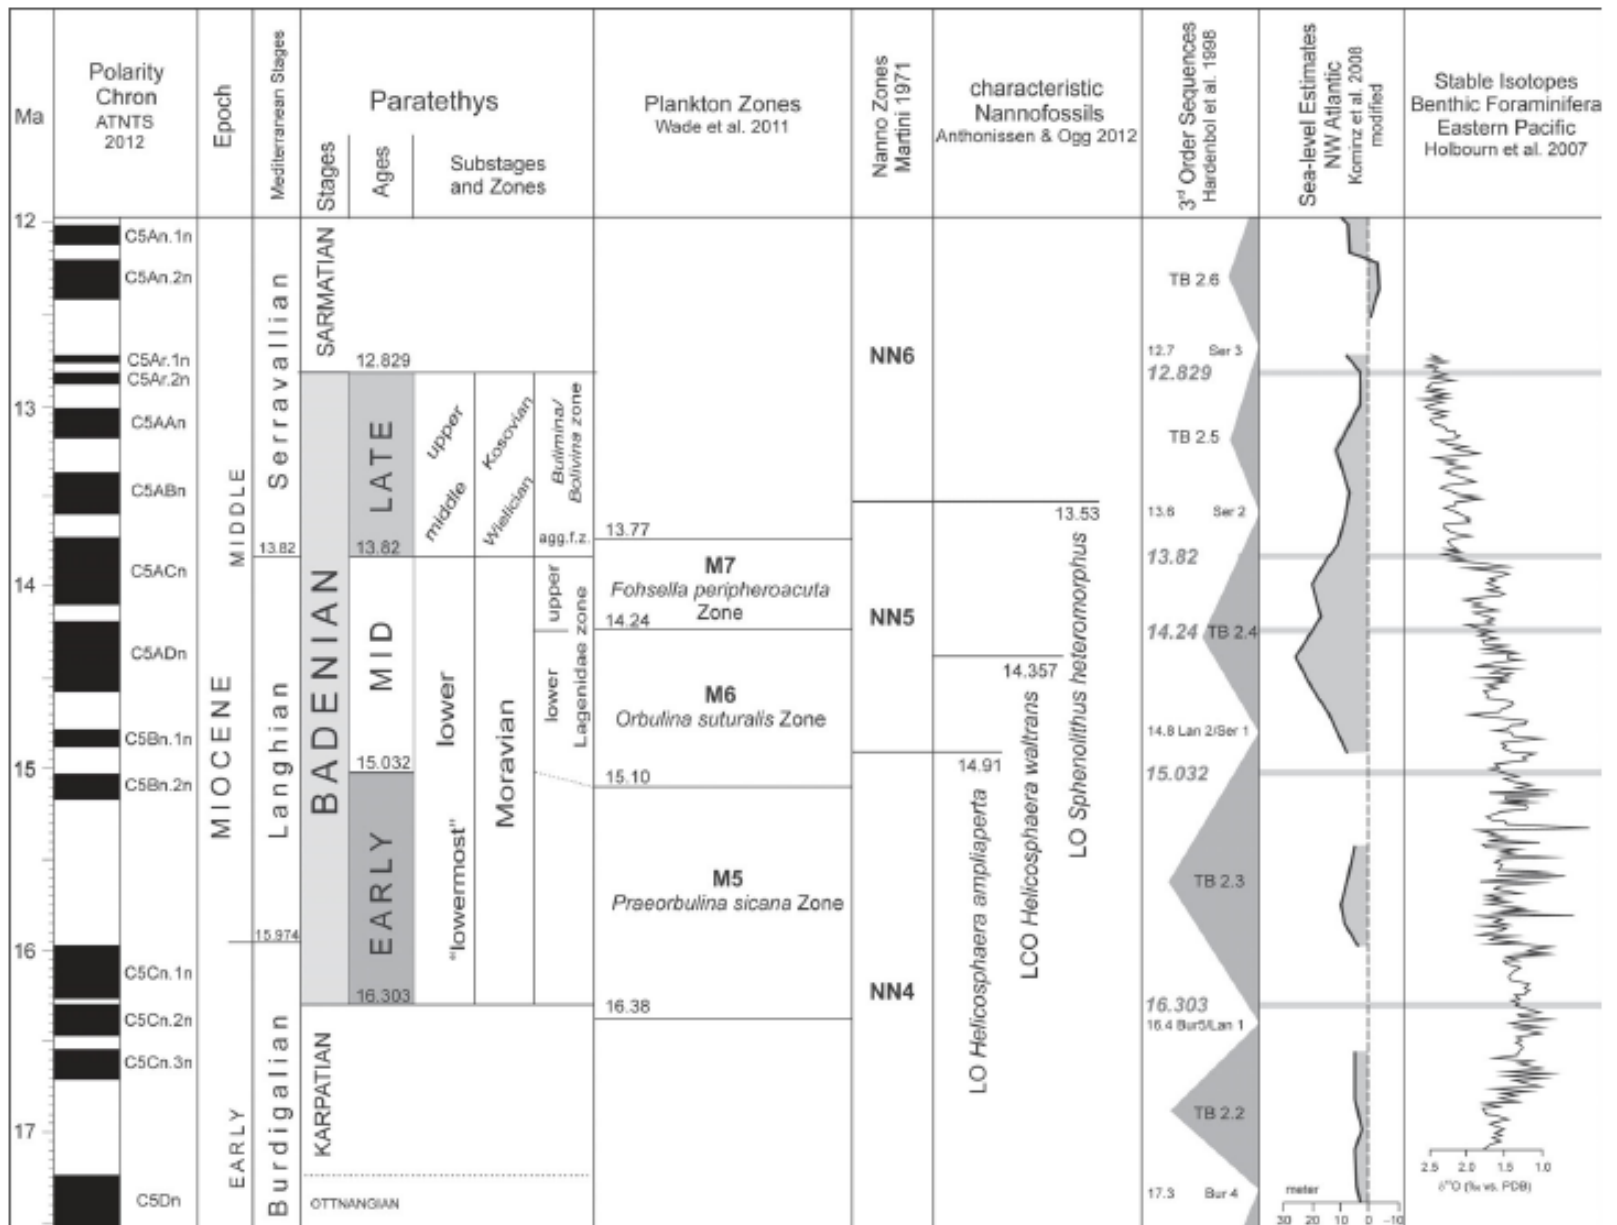 Ma
Polarity
Chron
ATNTS
2012
Epoch
Mediterranean Stages
Paratethys
Stages
Ages
Substages
and Zones
Plankton Zones
Wade et al. 2011
Nanno Zones
Martini 1971
characteristic
Nannofossils
Anthonissen & Ogg 2012
3rd Order Sequences
Hardenbol et al. 1998
Sea-level Estimates
NW Atlantic
Kominz et al. 2008
modified
Stable Isotopes
Benthic Foraminifera
Eastern Pacific
Holbourn et al. 2007
12
13
14
15
16
17
C5An.1n
C5An.2n
C5Ar.1n
C5Ar.2n
C5AAn
C5ABn
C5ACn
C5ADn
C5Bn.1n
C5Bn.2n
C5Cn.1n
C5Cn.2n
C5Cn.3n
C5Dn
MIOCENE
MIDDLE
EARLY
Serravallian
13.82
Langhian
15.974
Burdigalian
SARMATIAN
BADENIAN
KARPATIAN
OTTNANGIAN
12.829
LATE
13.82
MID
15.032
EARLY
16.303
upper
middle
lower
"lowermost"
Kosovian
Wielician
Moravian
Bulimina/
Bolivina zone
agg.f.z.
upper
lower
Lagenidae zone
13.77
M7
Fohsella peripheroacuta
Zone
14.24
M6
Orbulina suturalis Zone
15.10
M5
Praeorbulina sicana Zone
16.38
NN6
NN5
NN4
13.53
14.357
14.91
LO Helicosphaera ampliaperta
LCO Helicosphaera waltrans
LO Sphenolithus heteromorphus
TB 2.6
12.7 Ser 3
12.829
TB 2.5
13.6 Ser 2
13.82
14.24 TB 2.4
14.8 Lan 2/Ser 1
15.032
TB 2.3
16.303
16.4 Bur5/Lan 1
TB 2.2
17.3 Bur 4
meter
30 20 10 0 -10
2.5 2.0 1.5 1.0
δ18O (‰ vs. PDB)